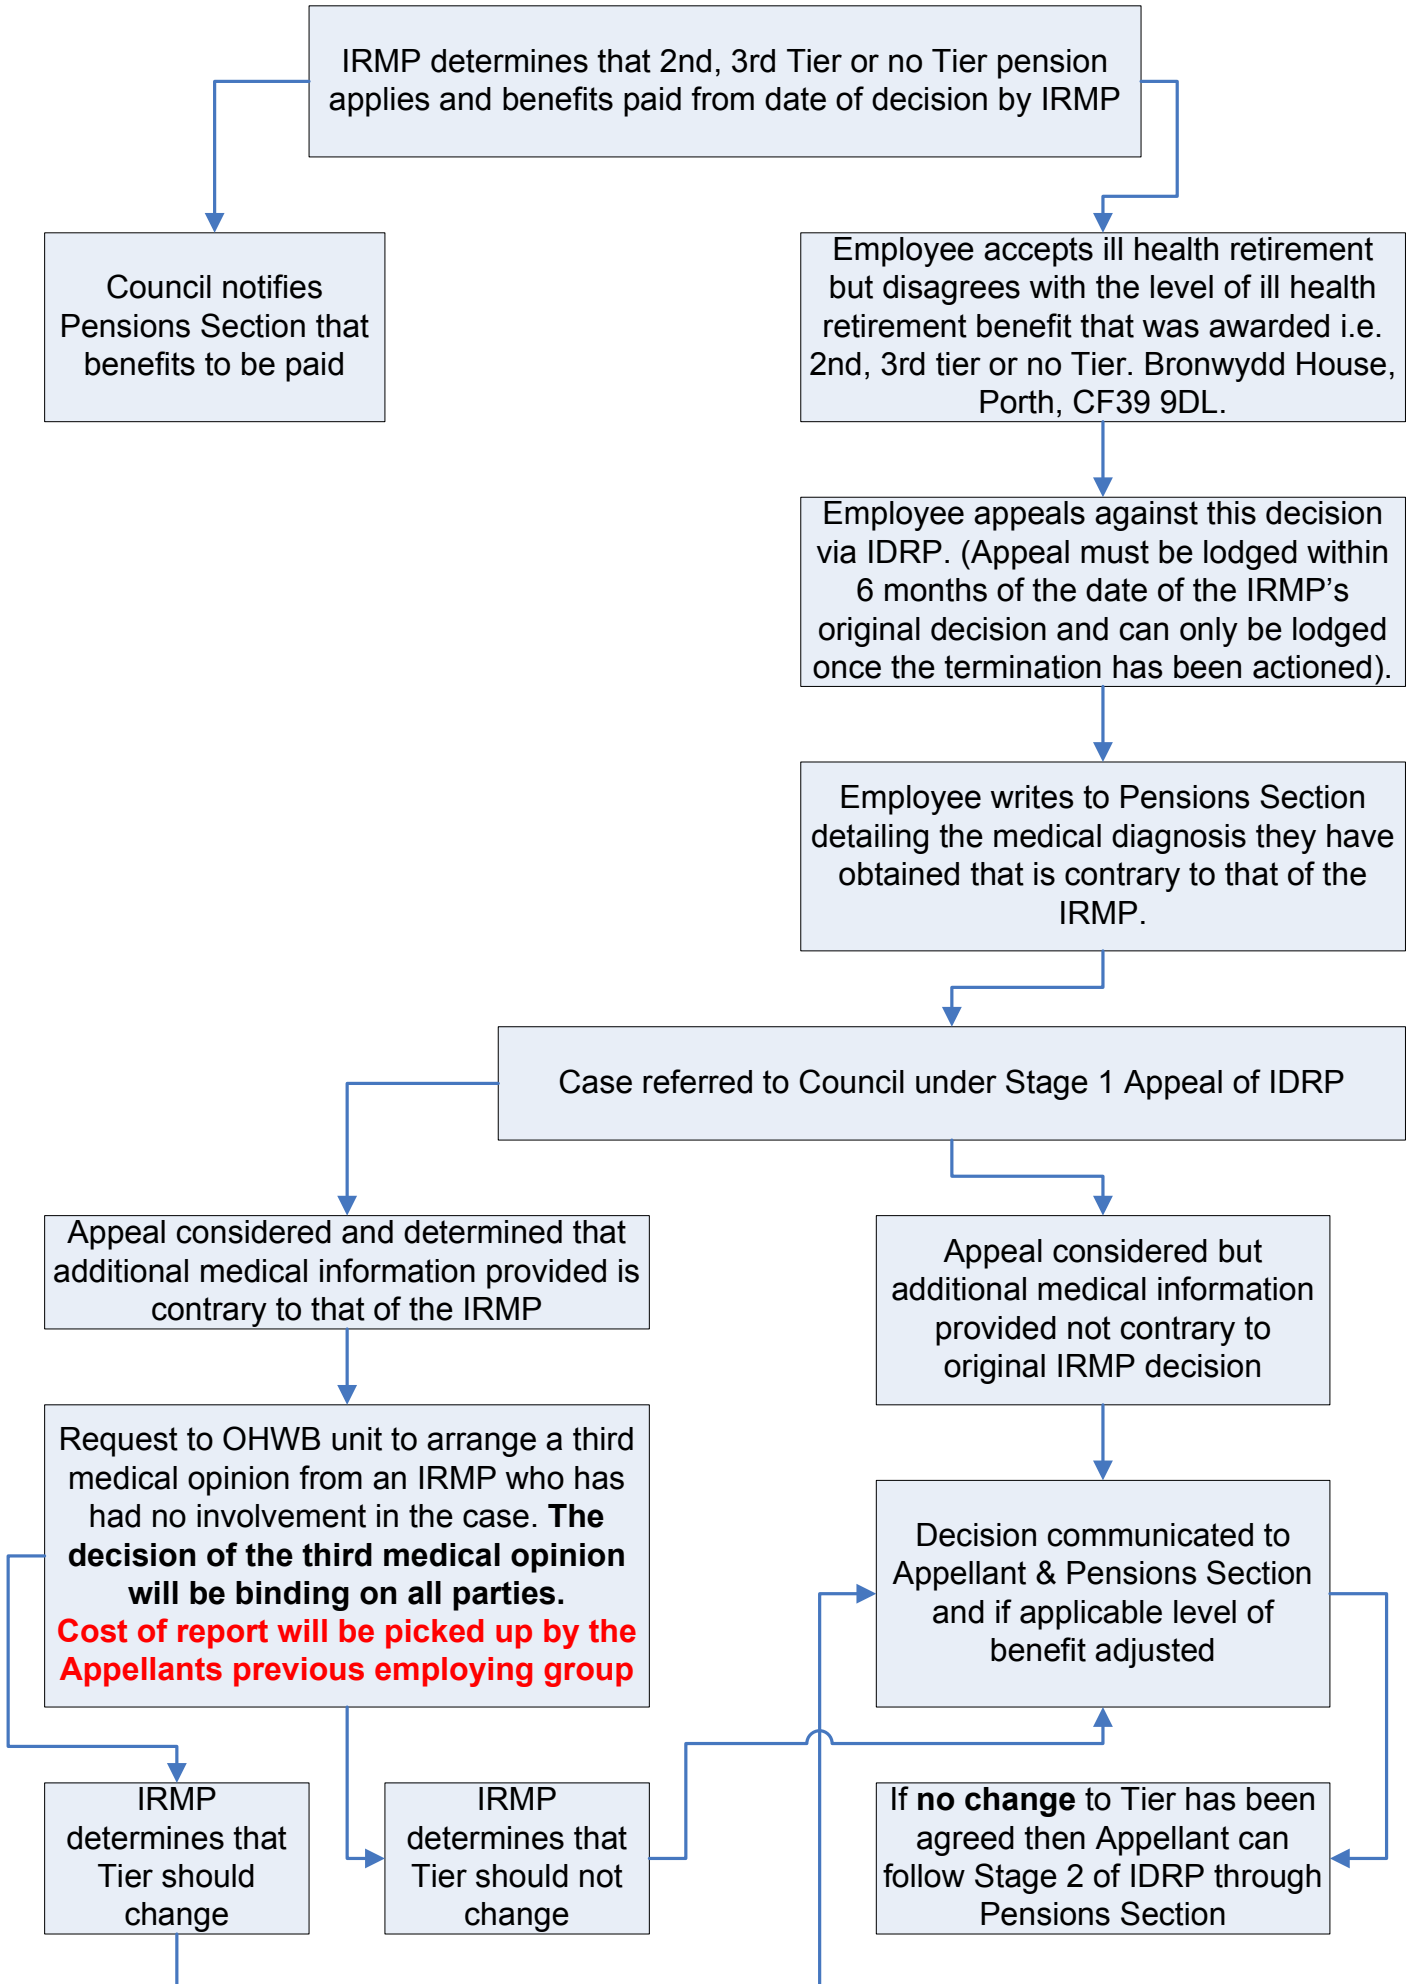 IRMP determines that 2nd, 3rd Tier or no Tier pension
applies and benefits paid from date of decision by IRMP
Council notifies
Pensions Section that
benefits to be paid
Employee accepts ill health retirement
but disagrees with the level of ill health
retirement benefit that was awarded i.e.
2nd, 3rd tier or no Tier. Bronwydd House,
Porth, CF39 9DL.
Employee appeals against this decision
via IDRP. (Appeal must be lodged within
6 months of the date of the IRMP’s
original decision and can only be lodged
once the termination has been actioned).
Employee writes to Pensions Section
detailing the medical diagnosis they have
obtained that is contrary to that of the
IRMP.
Case referred to Council under Stage 1 Appeal of IDRP
Appeal considered and determined that
additional medical information provided is
contrary to that of the IRMP
Appeal considered but
additional medical information
provided not contrary to
original IRMP decision
Request to OHWB unit to arrange a third
medical opinion from an IRMP who has
had no involvement in the case. The
decision of the third medical opinion
will be binding on all parties.
Cost of report will be picked up by the
Appellants previous employing group
Decision communicated to
Appellant & Pensions Section
and if applicable level of
benefit adjusted
IRMP
determines that
Tier should
change
IRMP
determines that
Tier should not
change
If no change to Tier has been
agreed then Appellant can
follow Stage 2 of IDRP through
Pensions Section